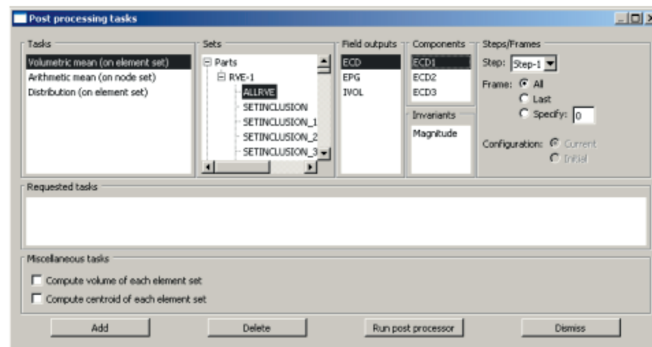 Post processing tasks
Tasks
Volumetric mean (on element set)
Arithmetic mean (on node set)
Distribution (on element set)
Sets
Parts
RVE-1
ALLRVE
SETINCLUSION
SETINCLUSION_1
SETINCLUSION_2
SETINCLUSION_3
Field outputs
ECD
EPG
IVOL
Components
ECD1
ECD2
ECD3
Invariants
Magnitude
Steps/Frames
Step: Step-1
Frame: All
Last
Specify: 0
Configuration: Current
Initial
Requested tasks
Miscellaneous tasks
Compute volume of each element set
Compute centroid of each element set
Add Delete Run post processor Dismiss